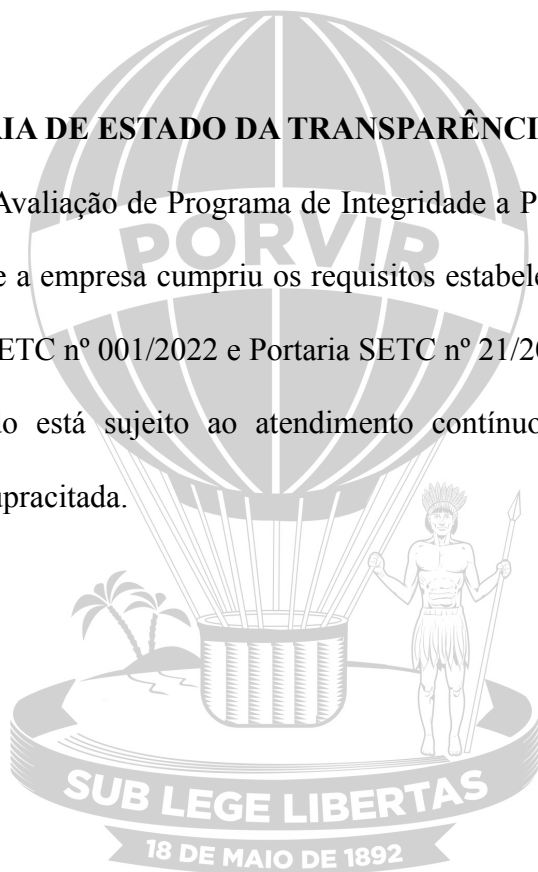 IA DE ESTADO DA TRANSPARÊNCI
Avaliação de Programa de Integridade a P
e a empresa cumpriu os requisitos estabele
ETC nº 001/2022 e Portaria SETC nº 21/20
do está sujeito ao atendimento contínuo
upracitada.
PORVIR
SUB LEGE LIBERTAS
18 DE MAIO DE 1892